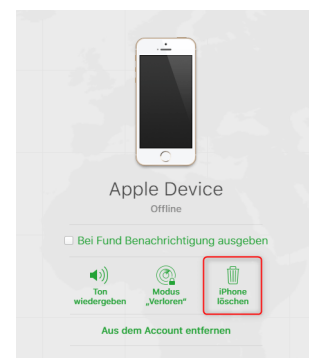 Apple Device
Offline
Bei Fund Benachrichtigung ausgeben
Ton wiedergeben
Modus „Verloren“
iPhone löschen
Aus dem Account entfernen